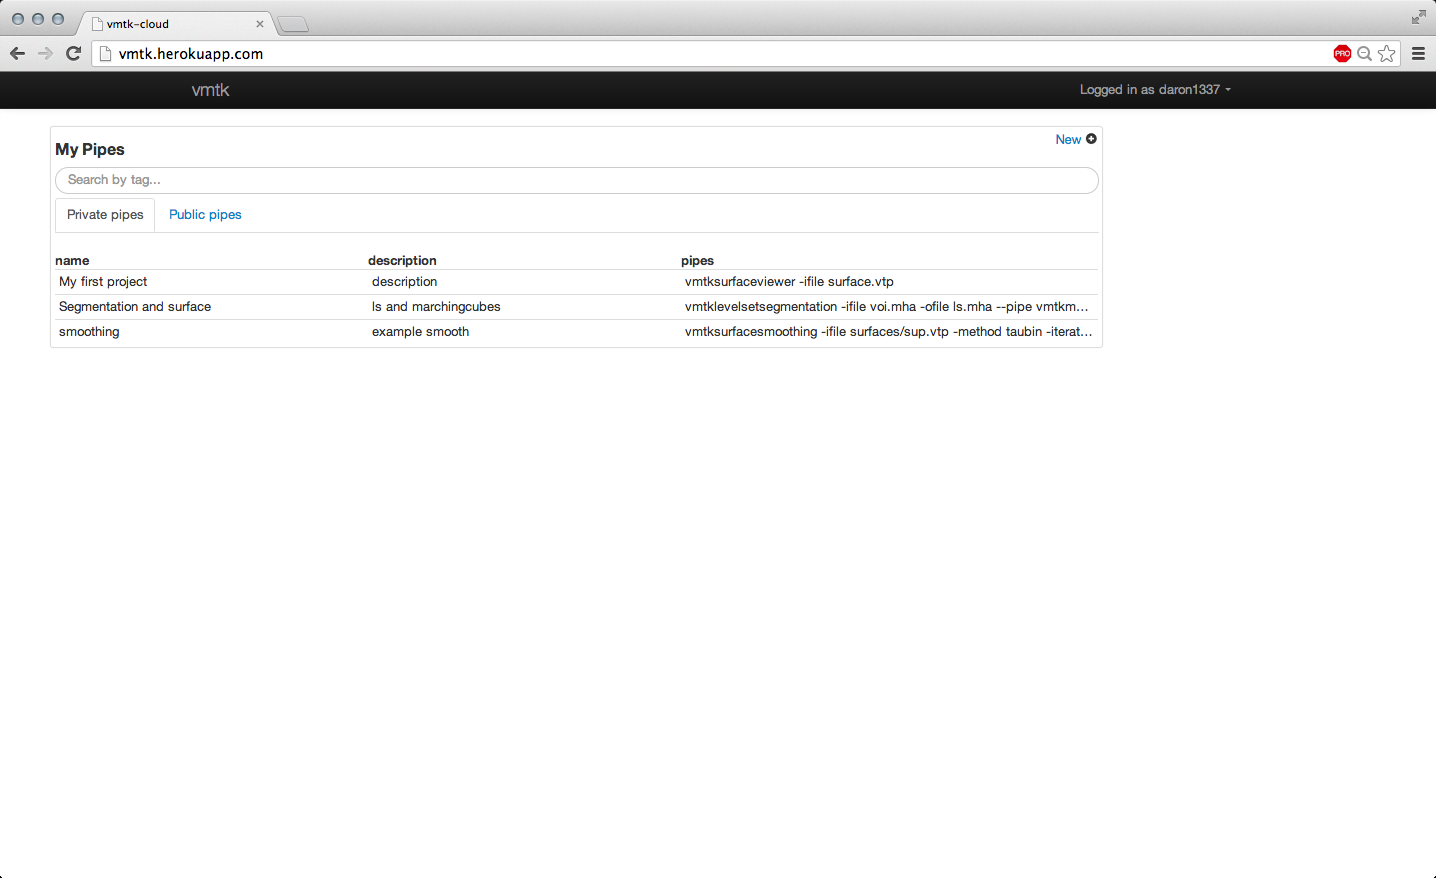 vmtk-cloud
vmtk.herokuapp.com
PRO
vmtk
Logged in as daron1337
My Pipes
New
Search by tag...
Private pipes
Public pipes
name description pipes
My first project description vmtksurfaceviewer -ifile surface.vtp
Segmentation and surface ls and marchingcubes vmtklevelsetsegmentation -ifile voi.mha -ofile ls.mha --pipe vmtkm...
smoothing example smooth vmtksurfacesmoothing -ifile surfaces/sup.vtp -method taubin -iterat...